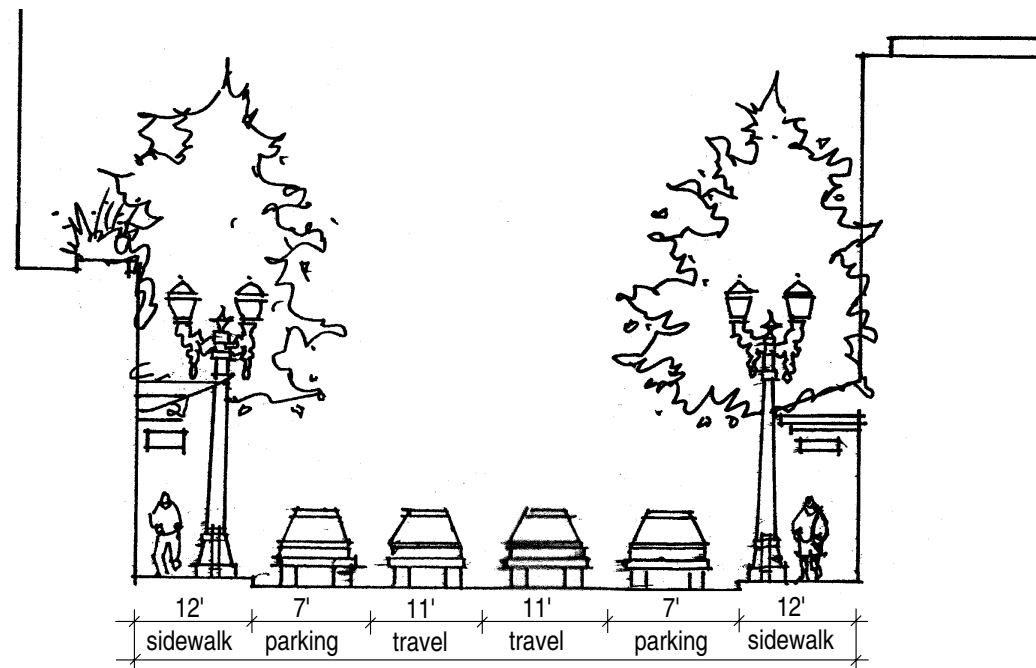 12' 7' 11' 11' 7' 12'
sidewalk parking travel travel parking sidewalk